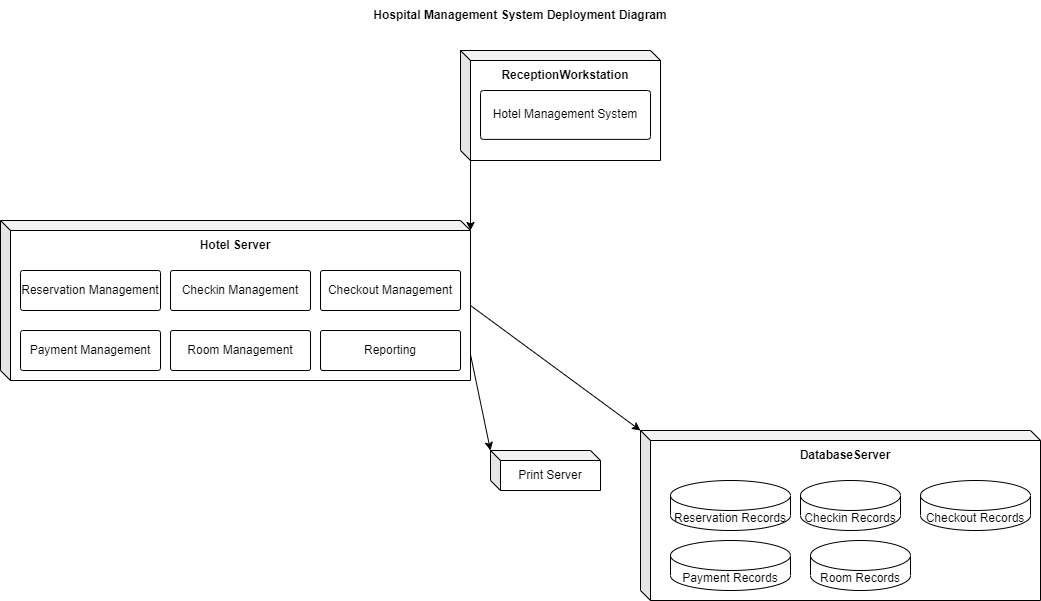 Hospital Management System Deployment Diagram
ReceptionWorkstation
Hotel Management System
Hotel Server
Reservation Management
Checkin Management
Checkout Management
Payment Management
Room Management
Reporting
Print Server
DatabaseServer
Reservation Records
Checkin Records
Checkout Records
Payment Records
Room Records